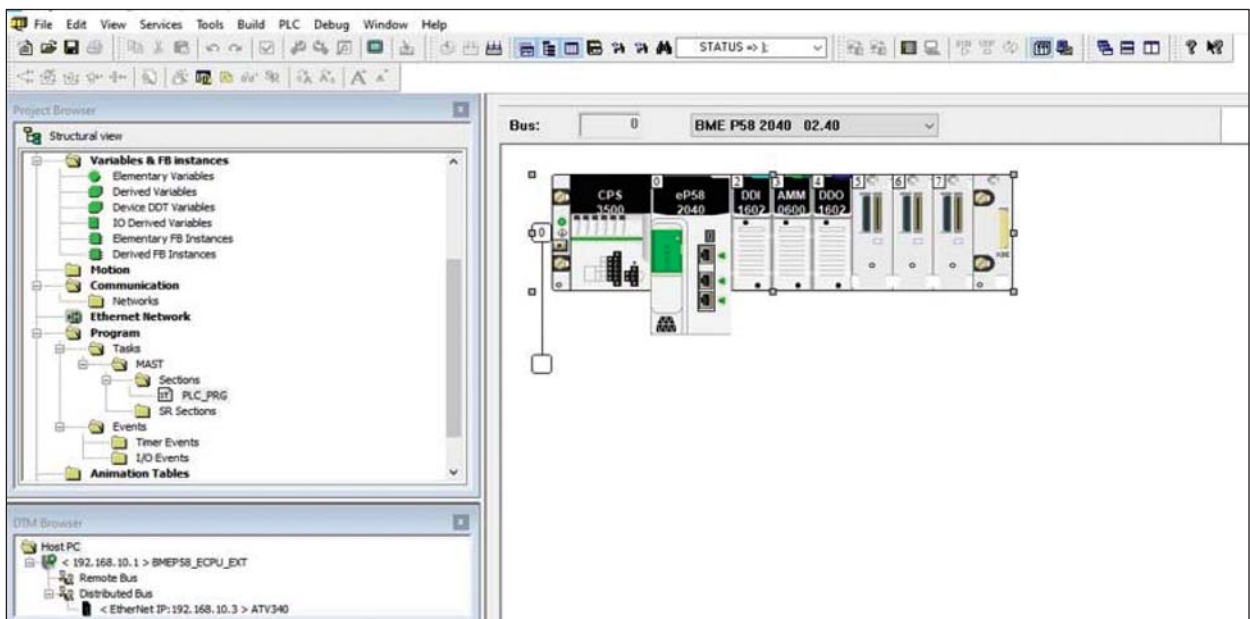 File Edit View Services Tools Build PLC Debug Window Help
STATUS => 
Project Browser
Structural view
Variables & FB instances
Elementary Variables
Derived Variables
Device DDT Variables
IO Derived Variables
Elementary FB Instances
Derived FB Instances
Motion
Communication
Networks
Ethernet Network
Program
Tasks
MAST
Sections
PLC_PRG
SR Sections
Events
Timer Events
I/O Events
Animation Tables
DTM Browser
Host PC
< 192.168.10.1 > BMEP58_ECPU_EXT
Remote Bus
Distributed Bus
< EtherNet IP:192.168.10.3 > ATV340
Bus: 0 BME P58 2040 02.40
0 2 3 4 5 6 7
CPS eP58 DDI AMM DDO
3500 2040 1602 0600 1602
0